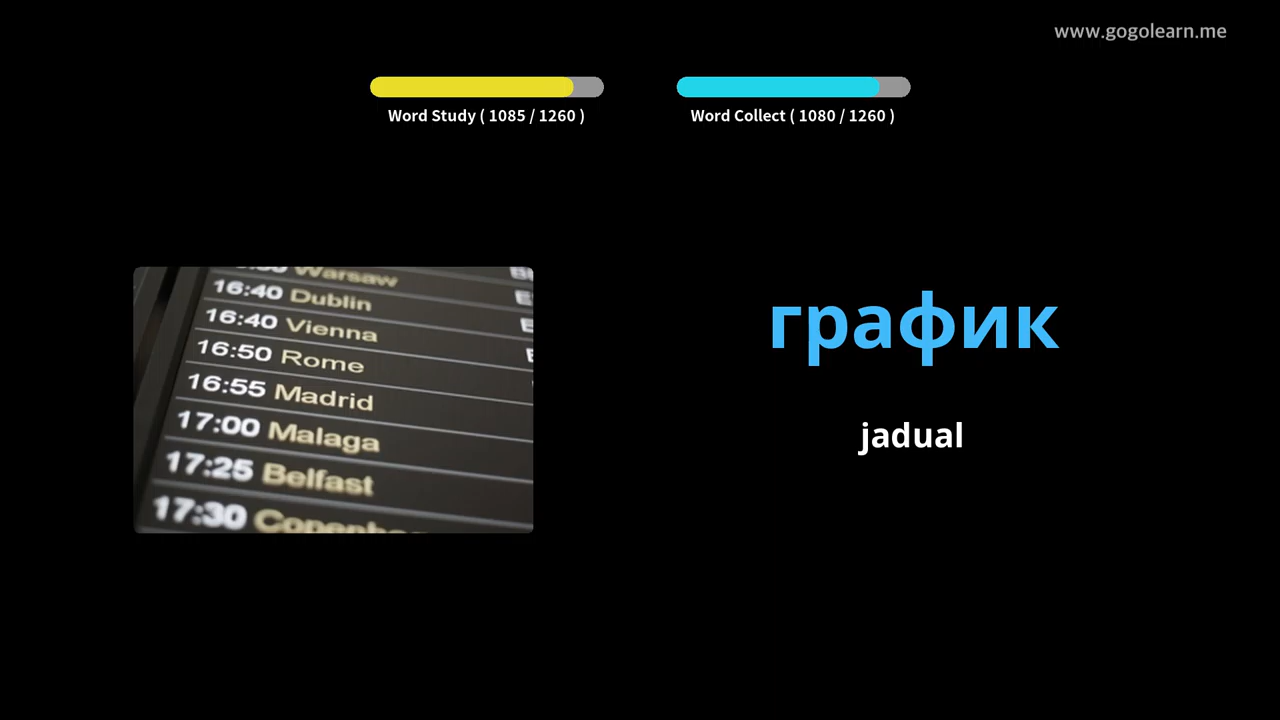 www.gogolearn.me
Word Study ( 1085 / 1260 )
Word Collect ( 1080 / 1260 )
Warsaw
16:40 Dublin
16:40 Vienna
16:50 Rome
16:55 Madrid
17:00 Malaga
17:25 Belfast
17:30
график
jadual